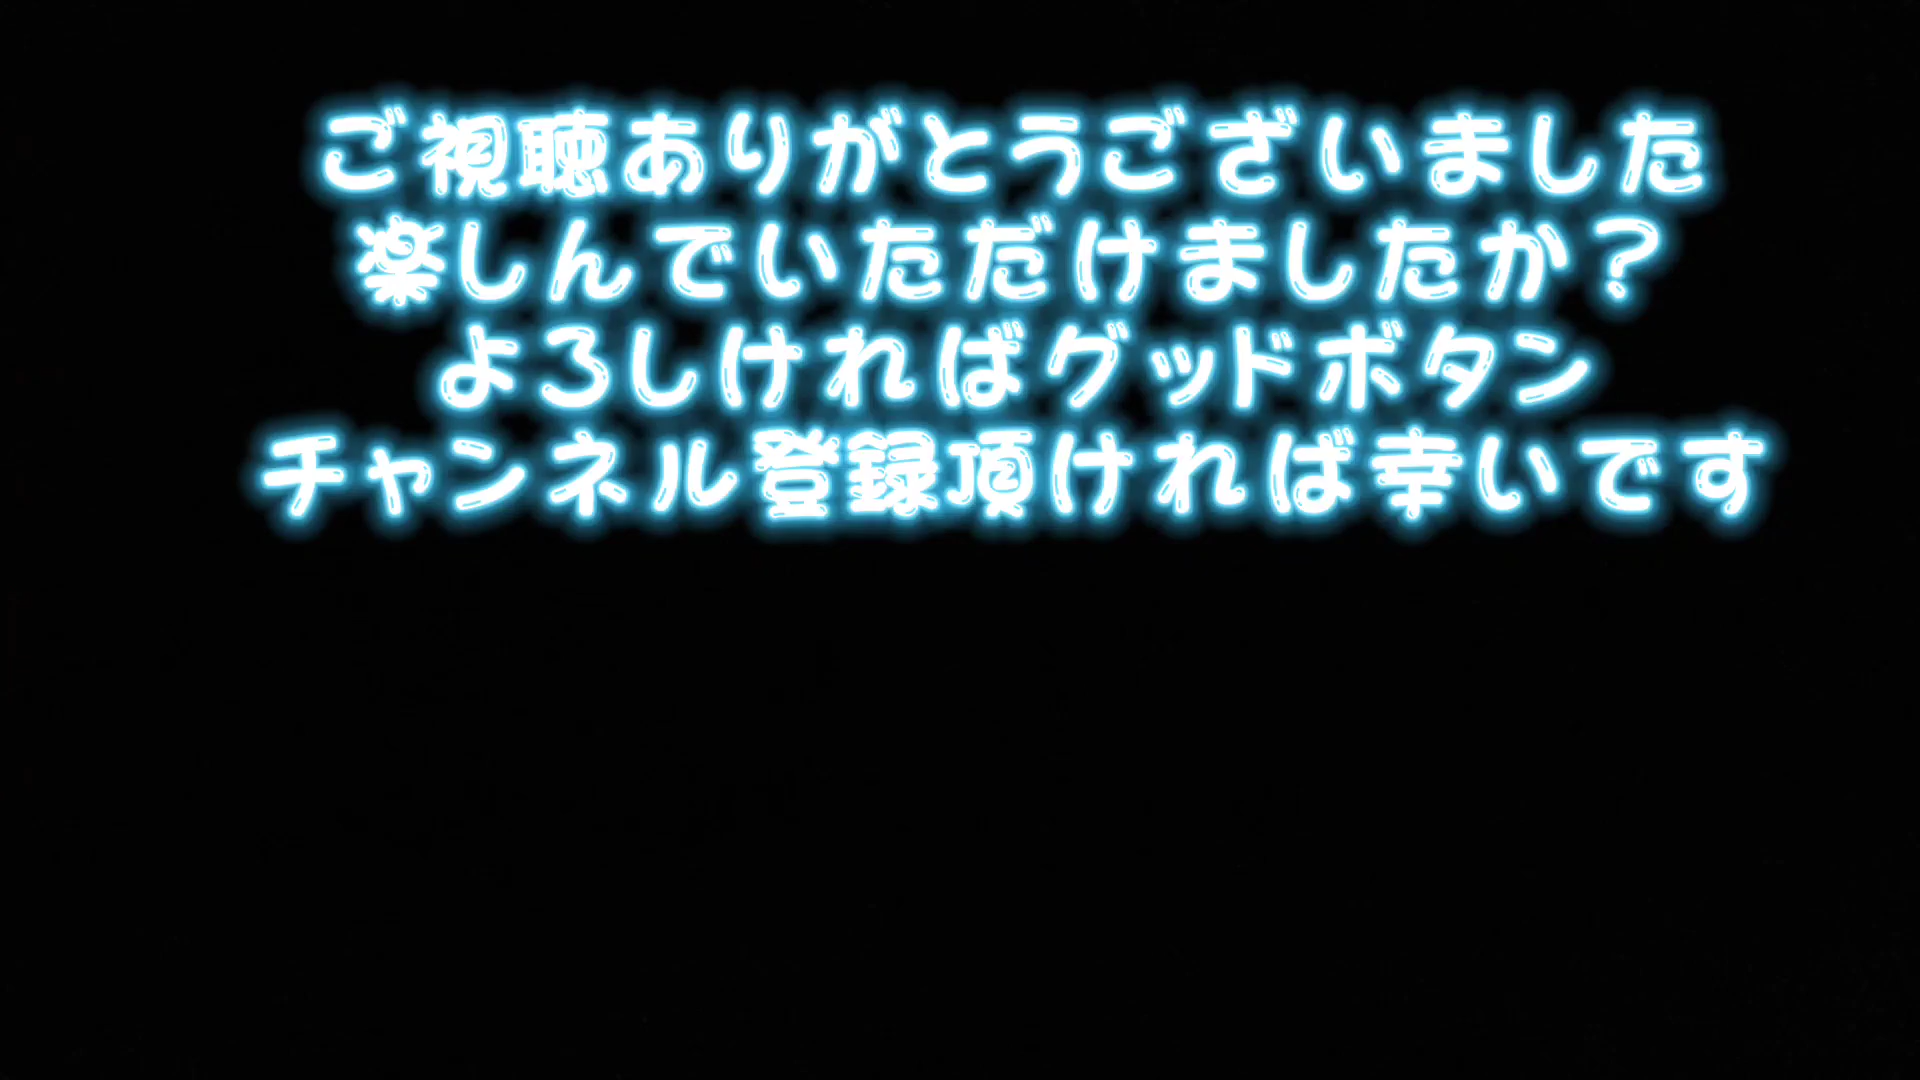 ご視聴ありがとうございました
楽しんでいただけましたか？
よろしければグッドボタン
チャンネル登録頂ければ幸いです